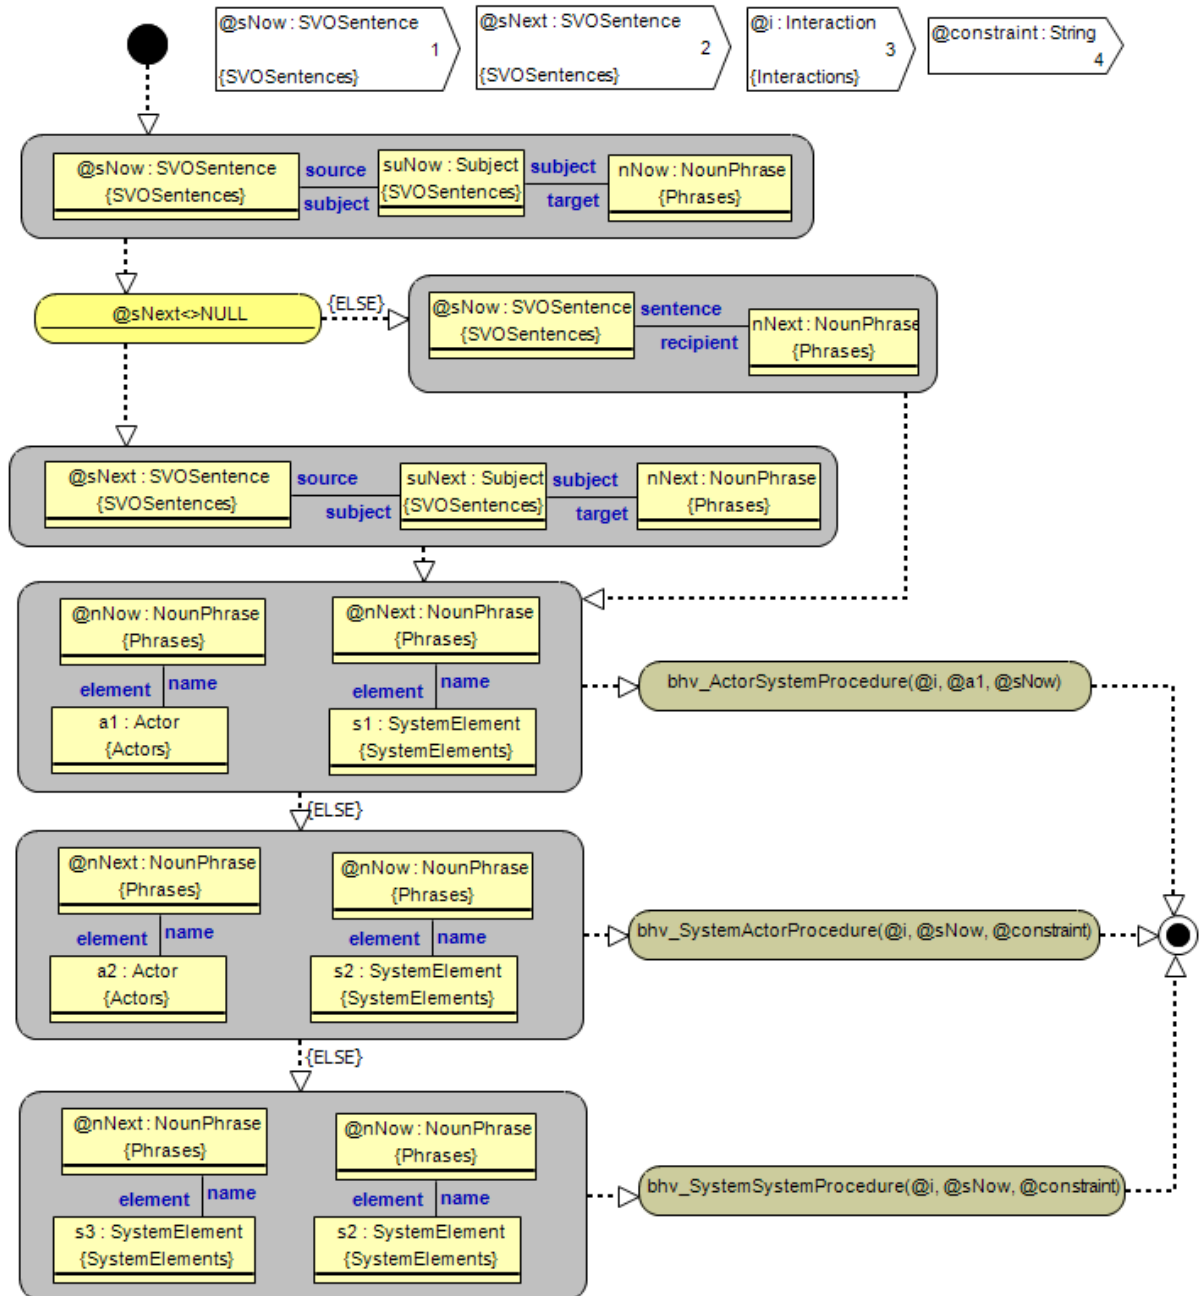 @sNow : SVOSentence
1
{SVOSentences}
@sNext : SVOSentence
2
{SVOSentences}
@i : Interaction
3
{Interactions}
@constraint : String
4
@sNow : SVOSentence
{SVOSentences}
source
subject
suNow : Subject
{SVOSentences}
subject
target
nNow : NounPhrase
{Phrases}
@sNext<>NULL
{ELSE}
@sNow : SVOSentence
{SVOSentences}
sentence
recipient
nNext : NounPhrase
{Phrases}
@sNext : SVOSentence
{SVOSentences}
source
subject
suNext : Subject
{SVOSentences}
subject
target
nNext : NounPhrase
{Phrases}
@nNow : NounPhrase
{Phrases}
element
name
a1 : Actor
{Actors}
@nNext : NounPhrase
{Phrases}
element
name
s1 : SystemElement
{SystemElements}
bhv_ActorSystemProcedure(@i, @a1, @sNow)
{ELSE}
@nNext : NounPhrase
{Phrases}
element
name
a2 : Actor
{Actors}
@nNow : NounPhrase
{Phrases}
element
name
s2 : SystemElement
{SystemElements}
bhv_SystemActorProcedure(@i, @sNow, @constraint)
{ELSE}
@nNext : NounPhrase
{Phrases}
element
name
s3 : SystemElement
{SystemElements}
@nNow : NounPhrase
{Phrases}
element
name
s2 : SystemElement
{SystemElements}
bhv_SystemSystemProcedure(@i, @sNow, @constraint)